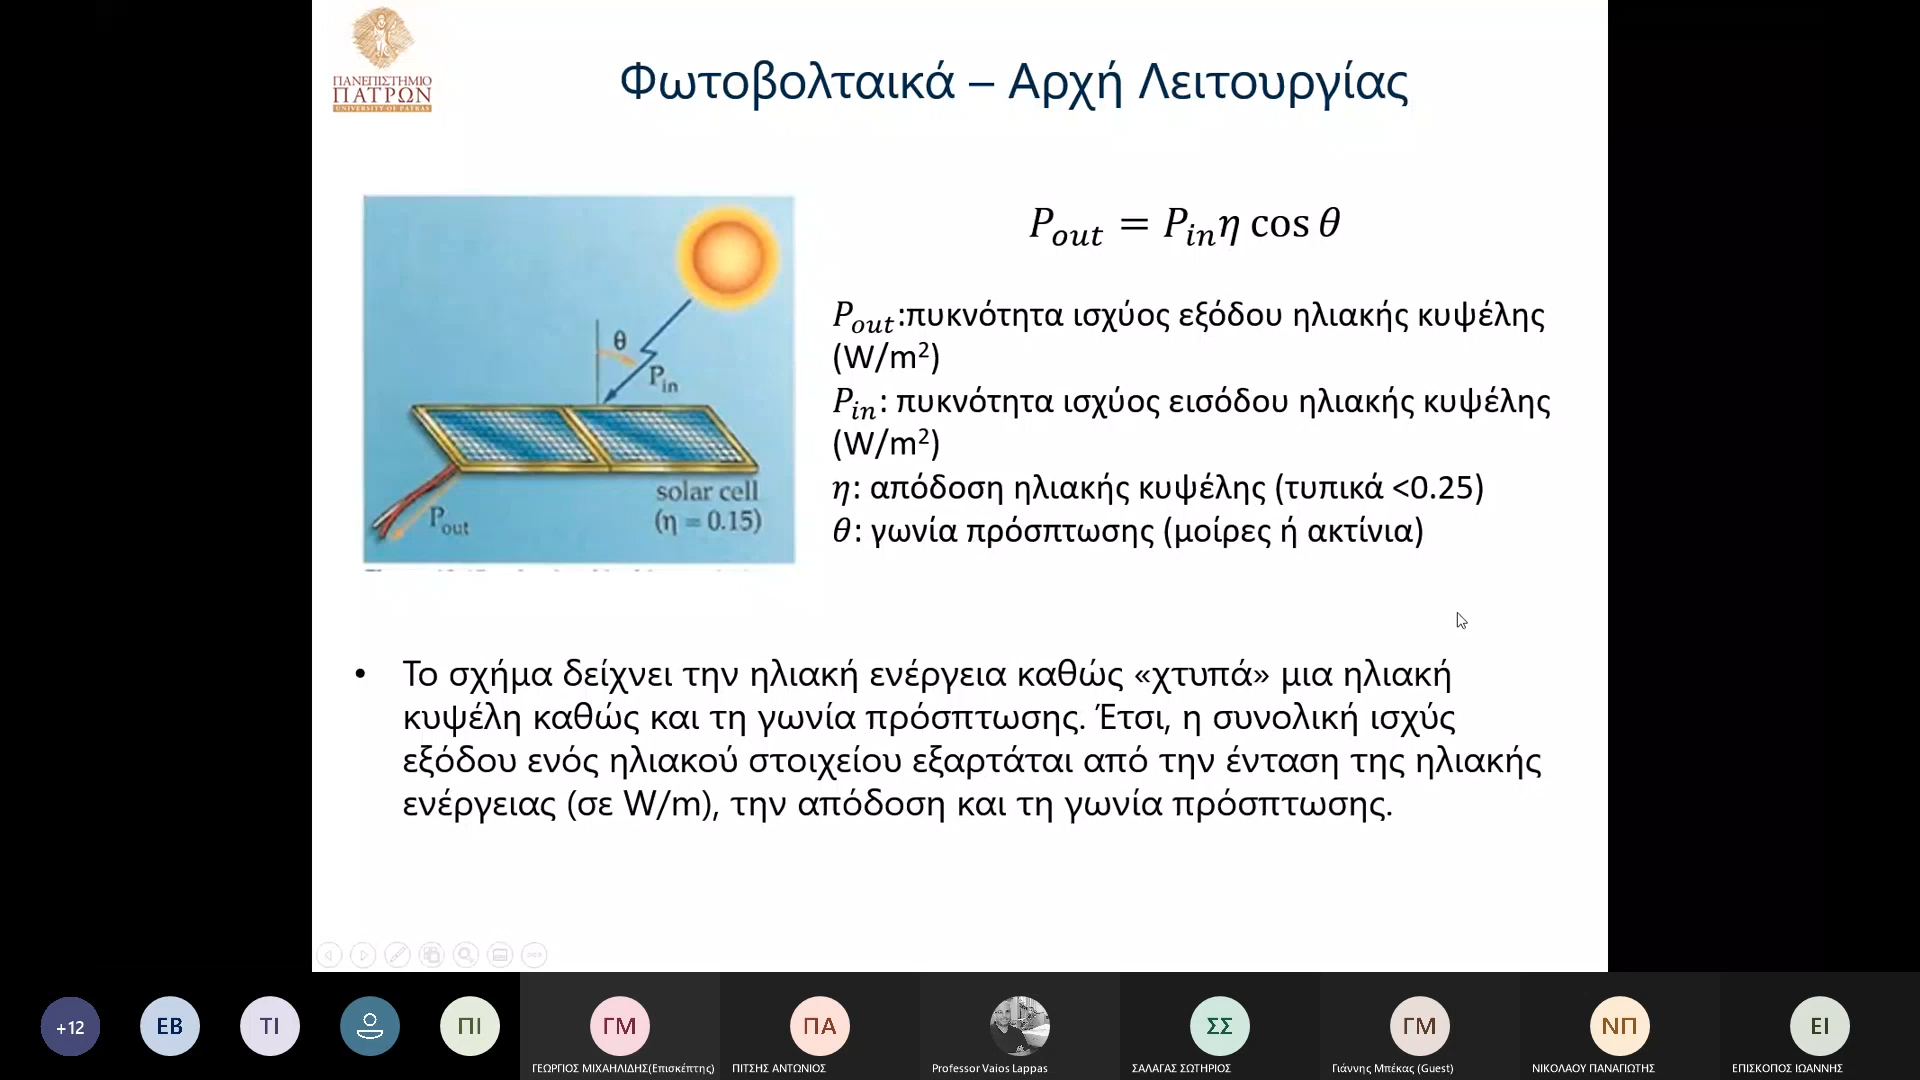 ΠΑΝΕΠΙΣΤΗΜΙΟ
ΠΑΤΡΩΝ
UNIVERSITY OF PATRAS
Φωτοβολταικά – Αρχή Λειτουργίας
θ
P_in
solar cell
(η = 0.15)
P_out
P_out = P_in η cos θ
P_out:πυκνότητα ισχύος εξόδου ηλιακής κυψέλης
(W/m²)
P_in: πυκνότητα ισχύος εισόδου ηλιακής κυψέλης
(W/m²)
η: απόδοση ηλιακής κυψέλης (τυπικά <0.25)
θ: γωνία πρόσπτωσης (μοίρες ή ακτίνια)
• Το σχήμα δείχνει την ηλιακή ενέργεια καθώς «χτυπά» μια ηλιακή
κυψέλη καθώς και τη γωνία πρόσπτωσης. Έτσι, η συνολική ισχύς
εξόδου ενός ηλιακού στοιχείου εξαρτάται από την ένταση της ηλιακής
ενέργειας (σε W/m), την απόδοση και τη γωνία πρόσπτωσης.
+12
ΕΒ
ΤΙ
ΠΙ
ΓΜ
ΠΑ
ΣΣ
ΓΜ
ΝΠ
ΕΙ
ΓΕΩΡΓΙΟΣ ΜΙΧΑΗΛΙΔΗΣ(Επισκέπτης)
ΠΙΤΣΗΣ ΑΝΤΩΝΙΟΣ
Professor Vaios Lappas
ΣΑΛΑΓΑΣ ΣΩΤΗΡΙΟΣ
Γιάννης Μπέκας (Guest)
ΝΙΚΟΛΑΟΥ ΠΑΝΑΓΙΩΤΗΣ
ΕΠΙΣΚΟΠΟΣ ΙΩΑΝΝΗΣ